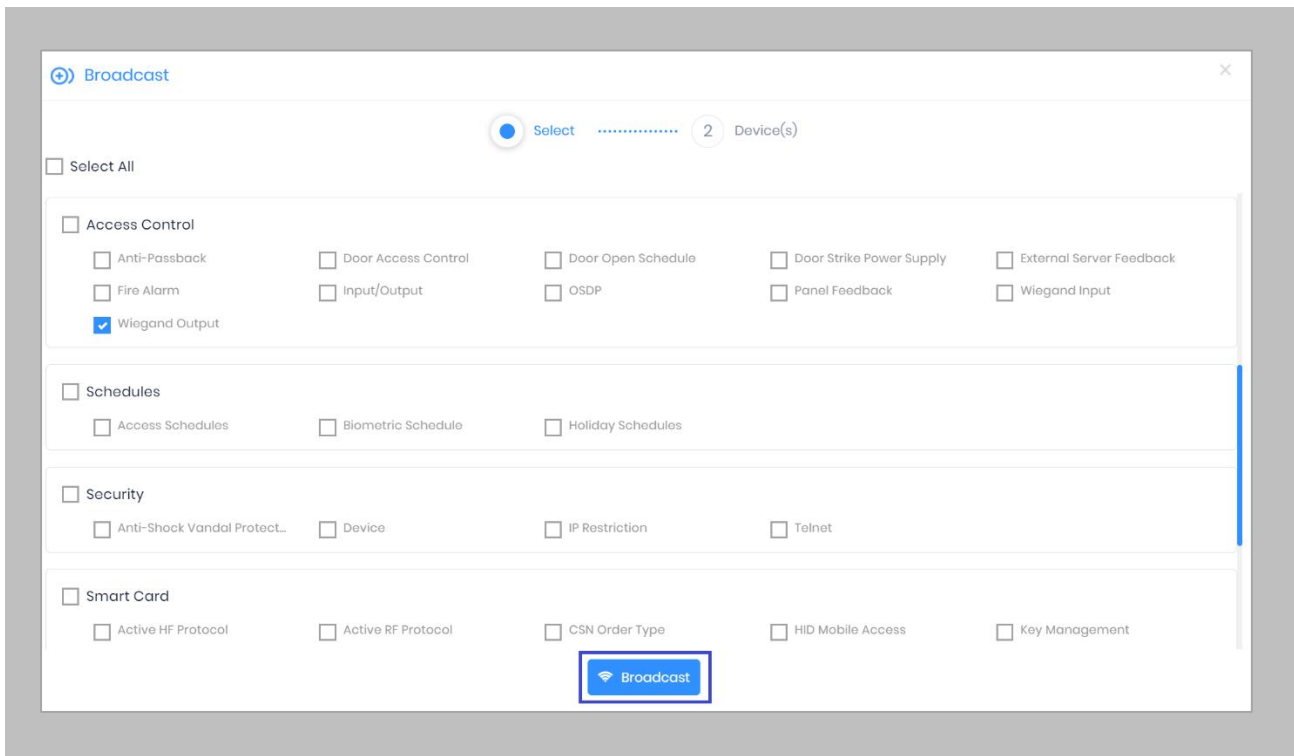 Broadcast
Select 2 Device(s)
Select All
Access Control
Anti-Passback Door Access Control Door Open Schedule Door Strike Power Supply External Server Feedback
Fire Alarm Input/Output OSDP Panel Feedback Wiegand Input
Wiegand Output
Schedules
Access Schedules Biometric Schedule Holiday Schedules
Security
Anti-Shock Vandal Protect... Device IP Restriction Telnet
Smart Card
Active HF Protocol Active RF Protocol CSN Order Type HID Mobile Access Key Management
Broadcast